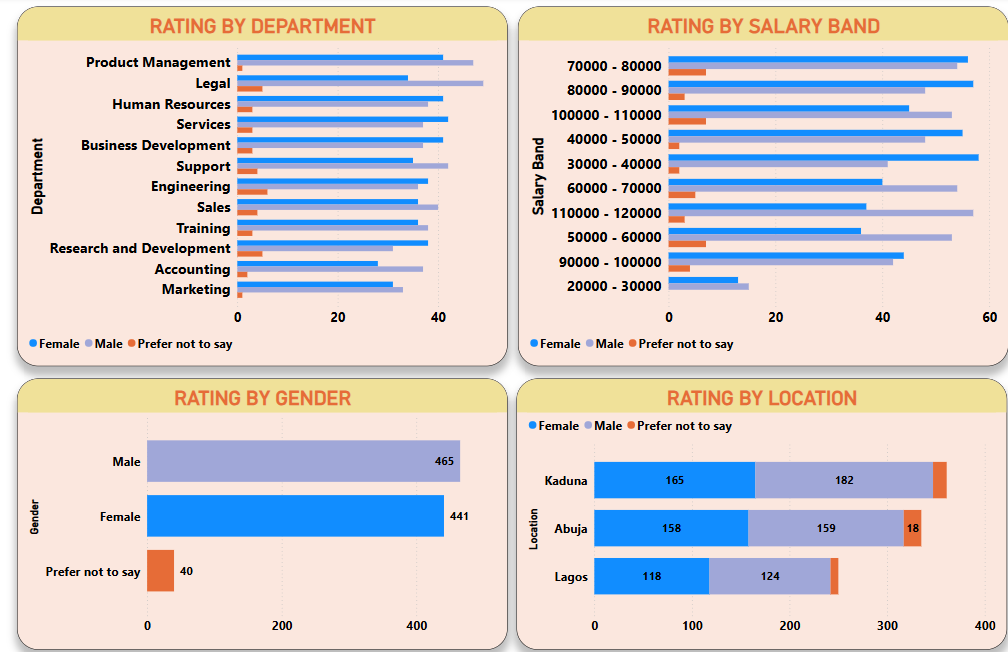 RATING BY DEPARTMENT
Department
Product Management
Legal
Human Resources
Services
Business Development
Support
Engineering
Sales
Training
Research and Development
Accounting
Marketing
0 20 40
Female Male Prefer not to say
RATING BY SALARY BAND
Salary Band
70000 - 80000
80000 - 90000
100000 - 110000
40000 - 50000
30000 - 40000
60000 - 70000
110000 - 120000
50000 - 60000
90000 - 100000
20000 - 30000
0 20 40 60
Female Male Prefer not to say
RATING BY GENDER
Gender
Male 465
Female 441
Prefer not to say 40
0 200 400
RATING BY LOCATION
Female Male Prefer not to say
Location
Kaduna 165 182
Abuja 158 159 18
Lagos 118 124
0 100 200 300 400